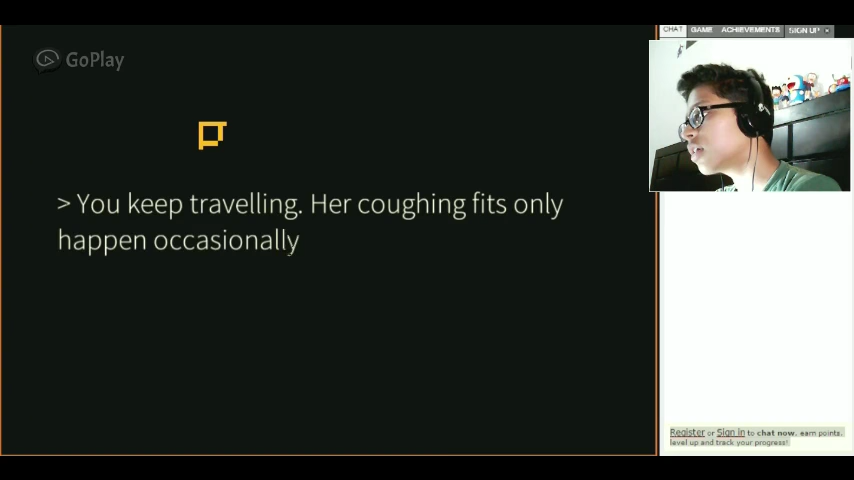 CHAT GAME ACHIEVEMENTS SIGN UP
GoPlay
> You keep travelling. Her coughing fits only
happen occasionally
Register or Sign in to chat now, earn points,
level up and track your progress!